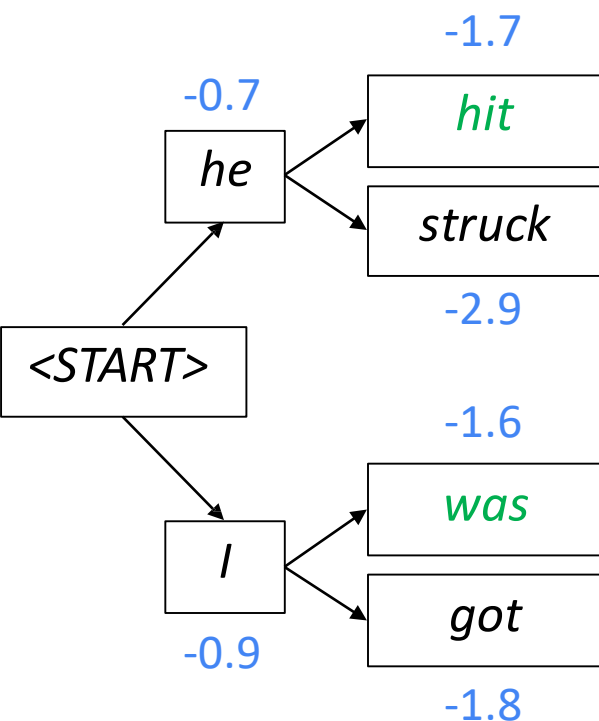 -1.7
-0.7
hit
he
struck
-2.9
<START>
-1.6
was
I
got
-0.9
-1.8